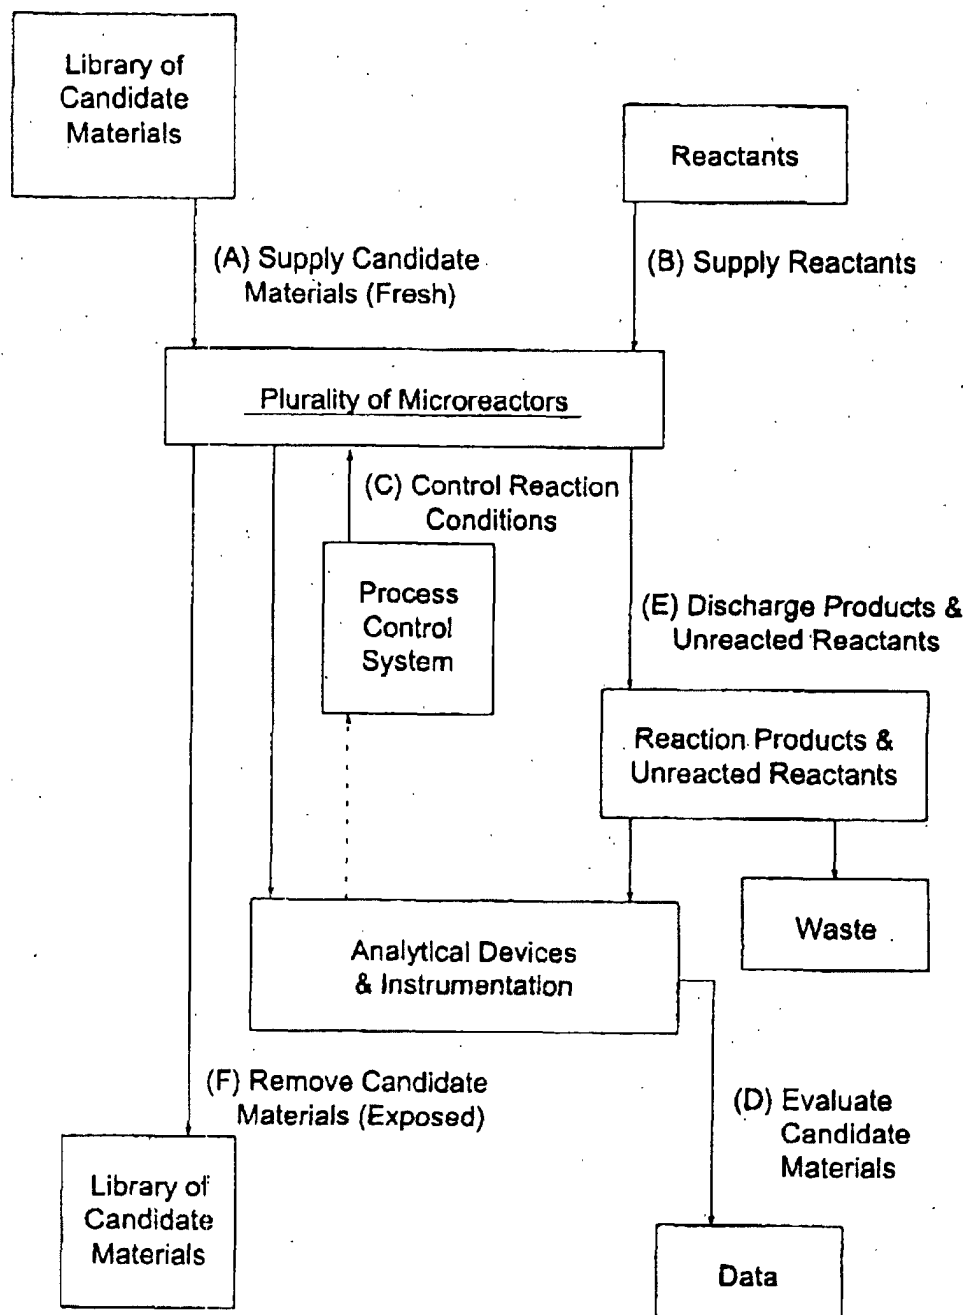 Library of
Candidate
Materials
Reactants
(A) Supply Candidate
Materials (Fresh)
(B) Supply Reactants
Plurality of Microreactors
(C) Control Reaction
Conditions
Process
Control
System
(E) Discharge Products &
Unreacted Reactants
Reaction Products &
Unreacted Reactants
Waste
Analytical Devices
& Instrumentation
(F) Remove Candidate
Materials (Exposed)
(D) Evaluate
Candidate
Materials
Library of
Candidate
Materials
Data